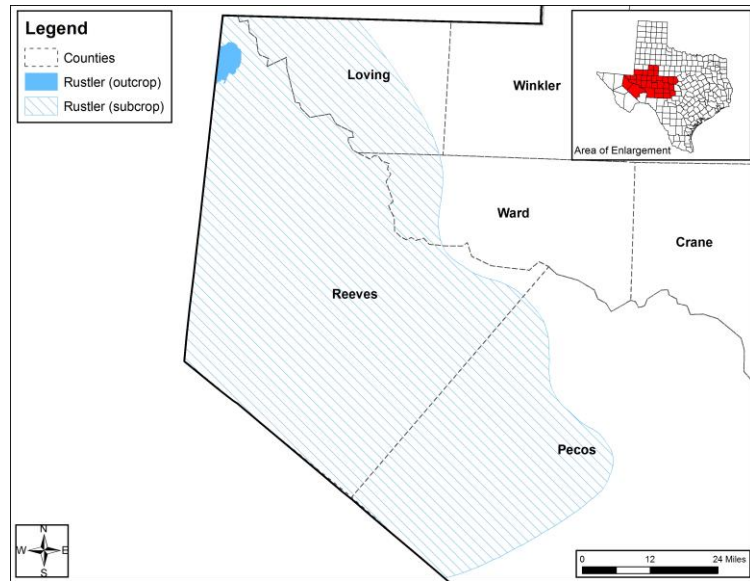 Legend
Counties
Rustler (outcrop)
Rustler (subcrop)
Loving
Winkler
Area of Enlargement
Ward
Crane
Reeves
Pecos
N
W E
S
0 12 24 Miles